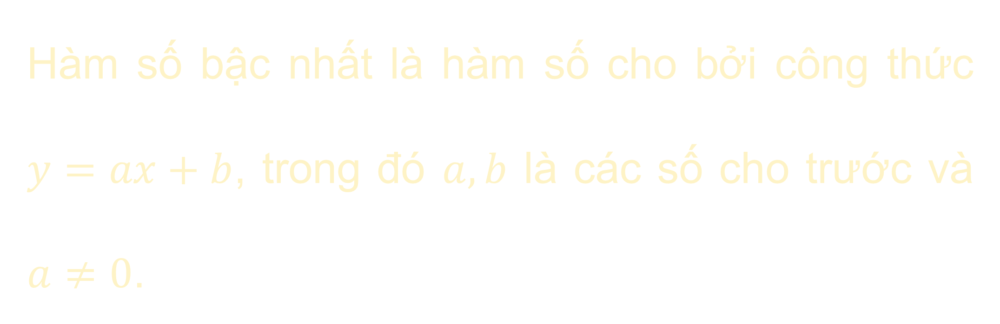 Hàm số bậc nhất là hàm số cho bởi công thức
y = ax + b, trong đó a, b là các số cho trước và
a ≠ 0.